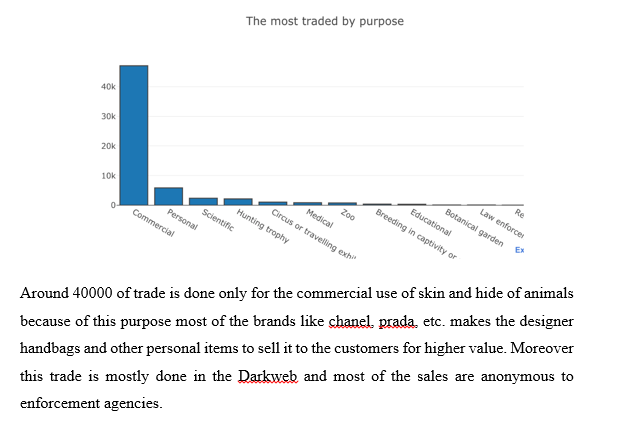 The most traded by purpose
40k
30k
20k
10k
0
Commercial
Personal
Scientific
Hunting trophy
Circus or travelling exhi
Medical
Zoo
Breeding in captivity or
Educational
Botanical garden
Law enforce
Re
Ex
Around 40000 of trade is done only for the commercial use of skin and hide of animals
because of this purpose most of the brands like chanel, prada, etc. makes the designer
handbags and other personal items to sell it to the customers for higher value. Moreover
this trade is mostly done in the Darkweb and most of the sales are anonymous to
enforcement agencies.